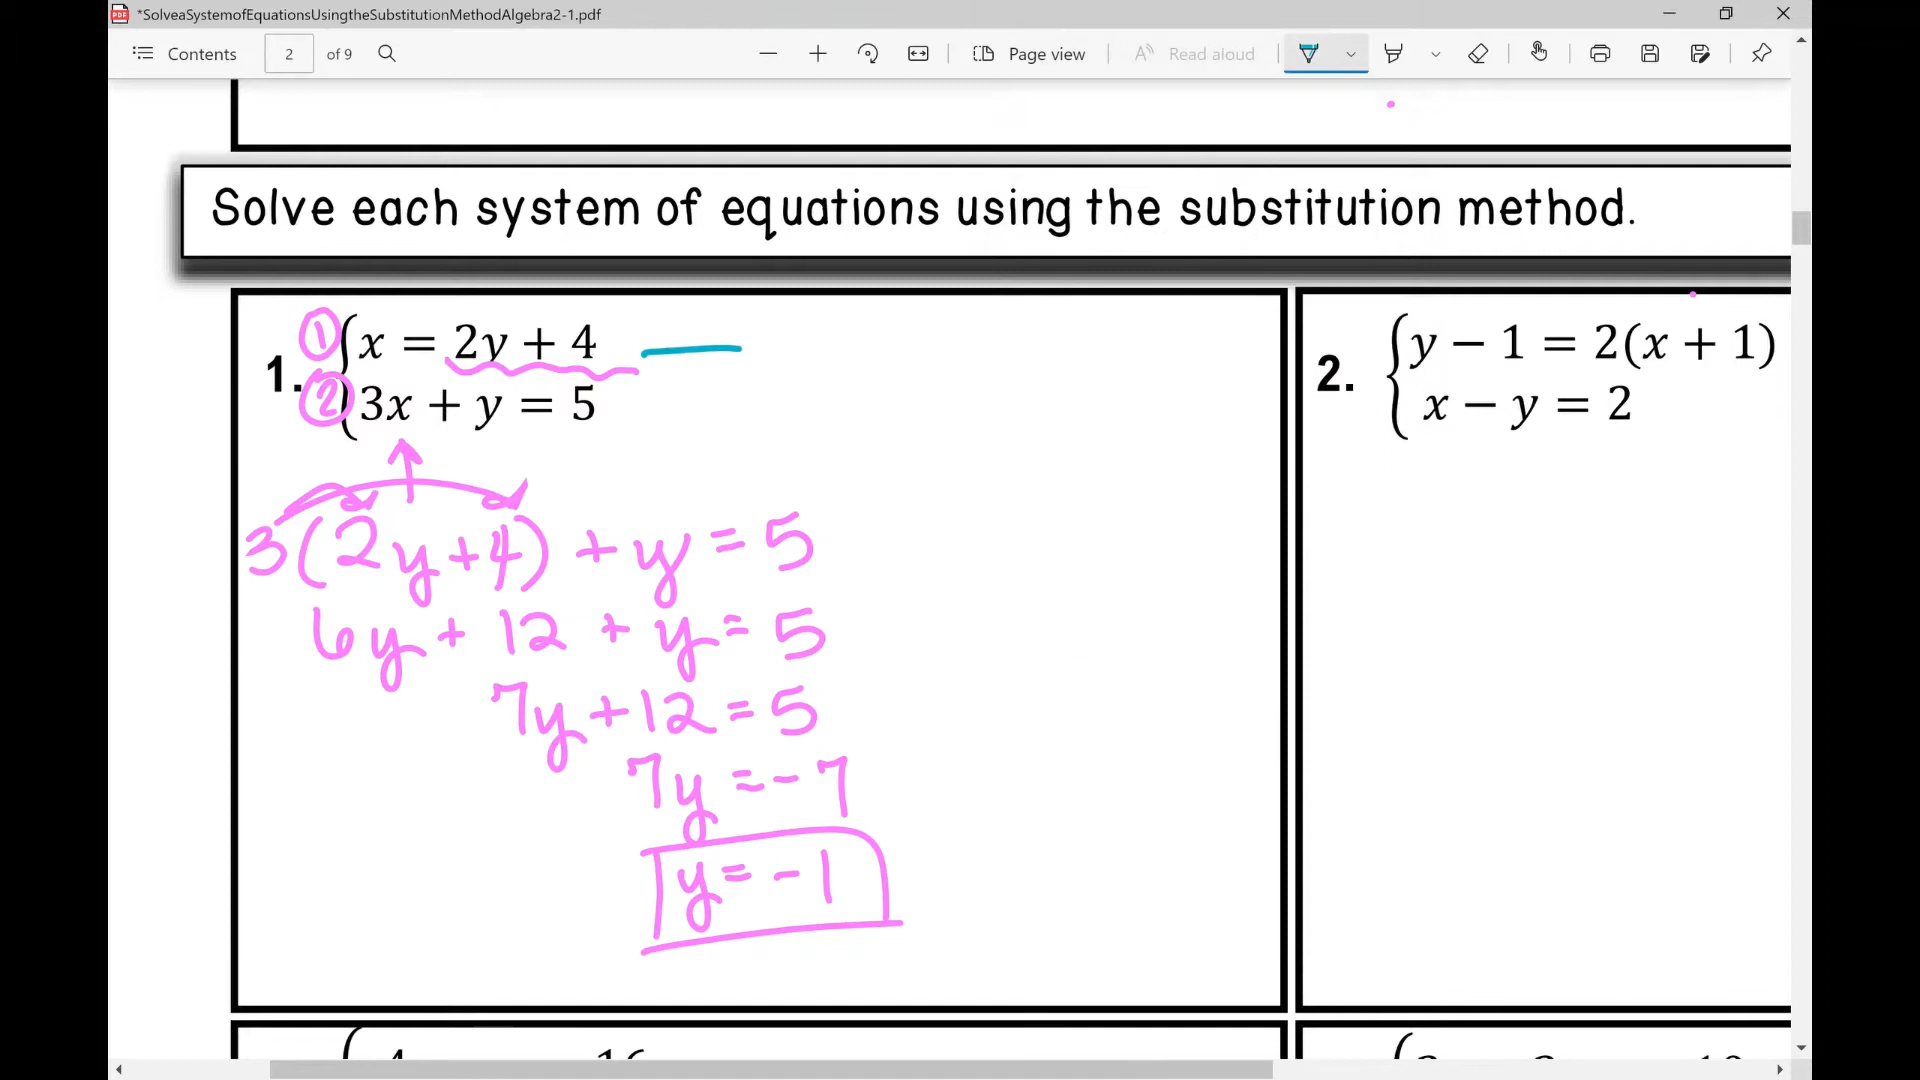 *SolveaSystemofEquationsUsingtheSubstitutionMethodAlgebra2-1.pdf
Contents 2 of 9 Page view Read aloud
Solve each system of equations using the substitution method.
1. ① x = 2y + 4
② 3x + y = 5
3(2y+4) + y = 5
6y + 12 + y = 5
7y + 12 = 5
7y = -7
y = -1
2. y − 1 = 2(x + 1)
x − y = 2